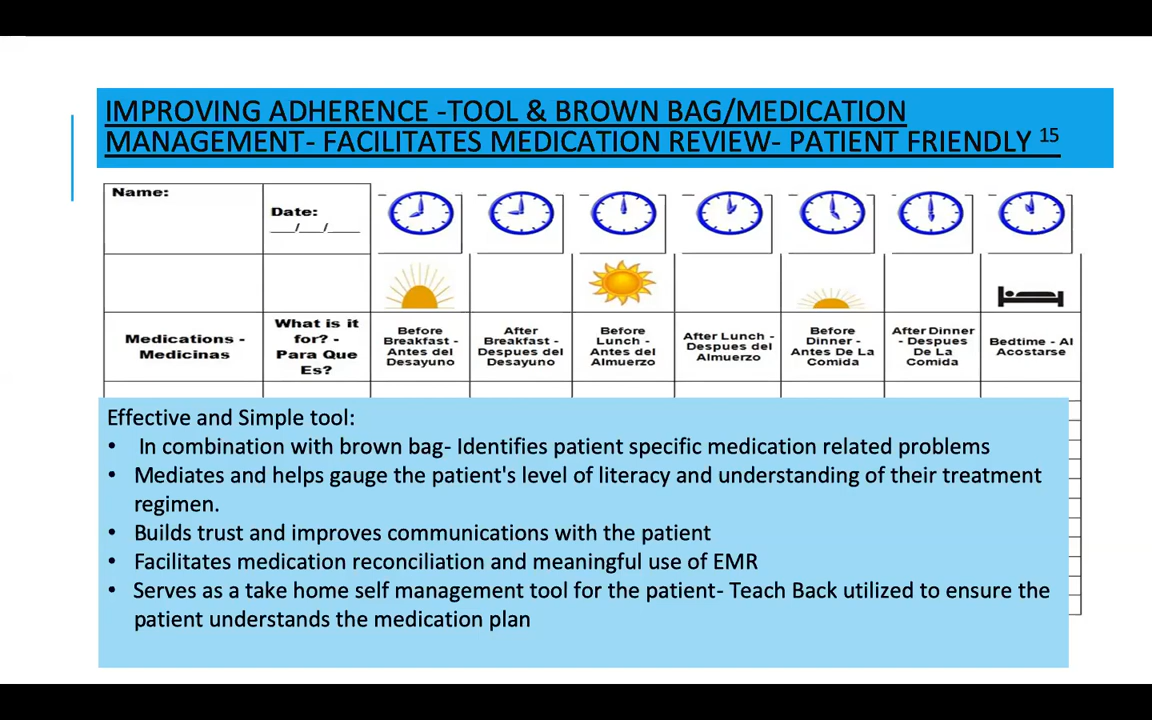 IMPROVING ADHERENCE -TOOL & BROWN BAG/MEDICATION
MANAGEMENT- FACILITATES MEDICATION REVIEW- PATIENT FRIENDLY 15
Name:
Date:
___/___/____
Medications -
Medicinas
What is it
for? -
Para Que
Es?
Before
Breakfast -
Antes del
Desayuno
After
Breakfast -
Despues del
Desayuno
Before
Lunch -
Antes del
Almuerzo
After Lunch -
Despues del
Almuerzo
Before
Dinner -
Antes De La
Comida
After Dinner
- Despues
De La
Comida
Bedtime - Al
Acostarse
Effective and Simple tool:
• In combination with brown bag- Identifies patient specific medication related problems
• Mediates and helps gauge the patient's level of literacy and understanding of their treatment
regimen.
• Builds trust and improves communications with the patient
• Facilitates medication reconciliation and meaningful use of EMR
• Serves as a take home self management tool for the patient- Teach Back utilized to ensure the
patient understands the medication plan